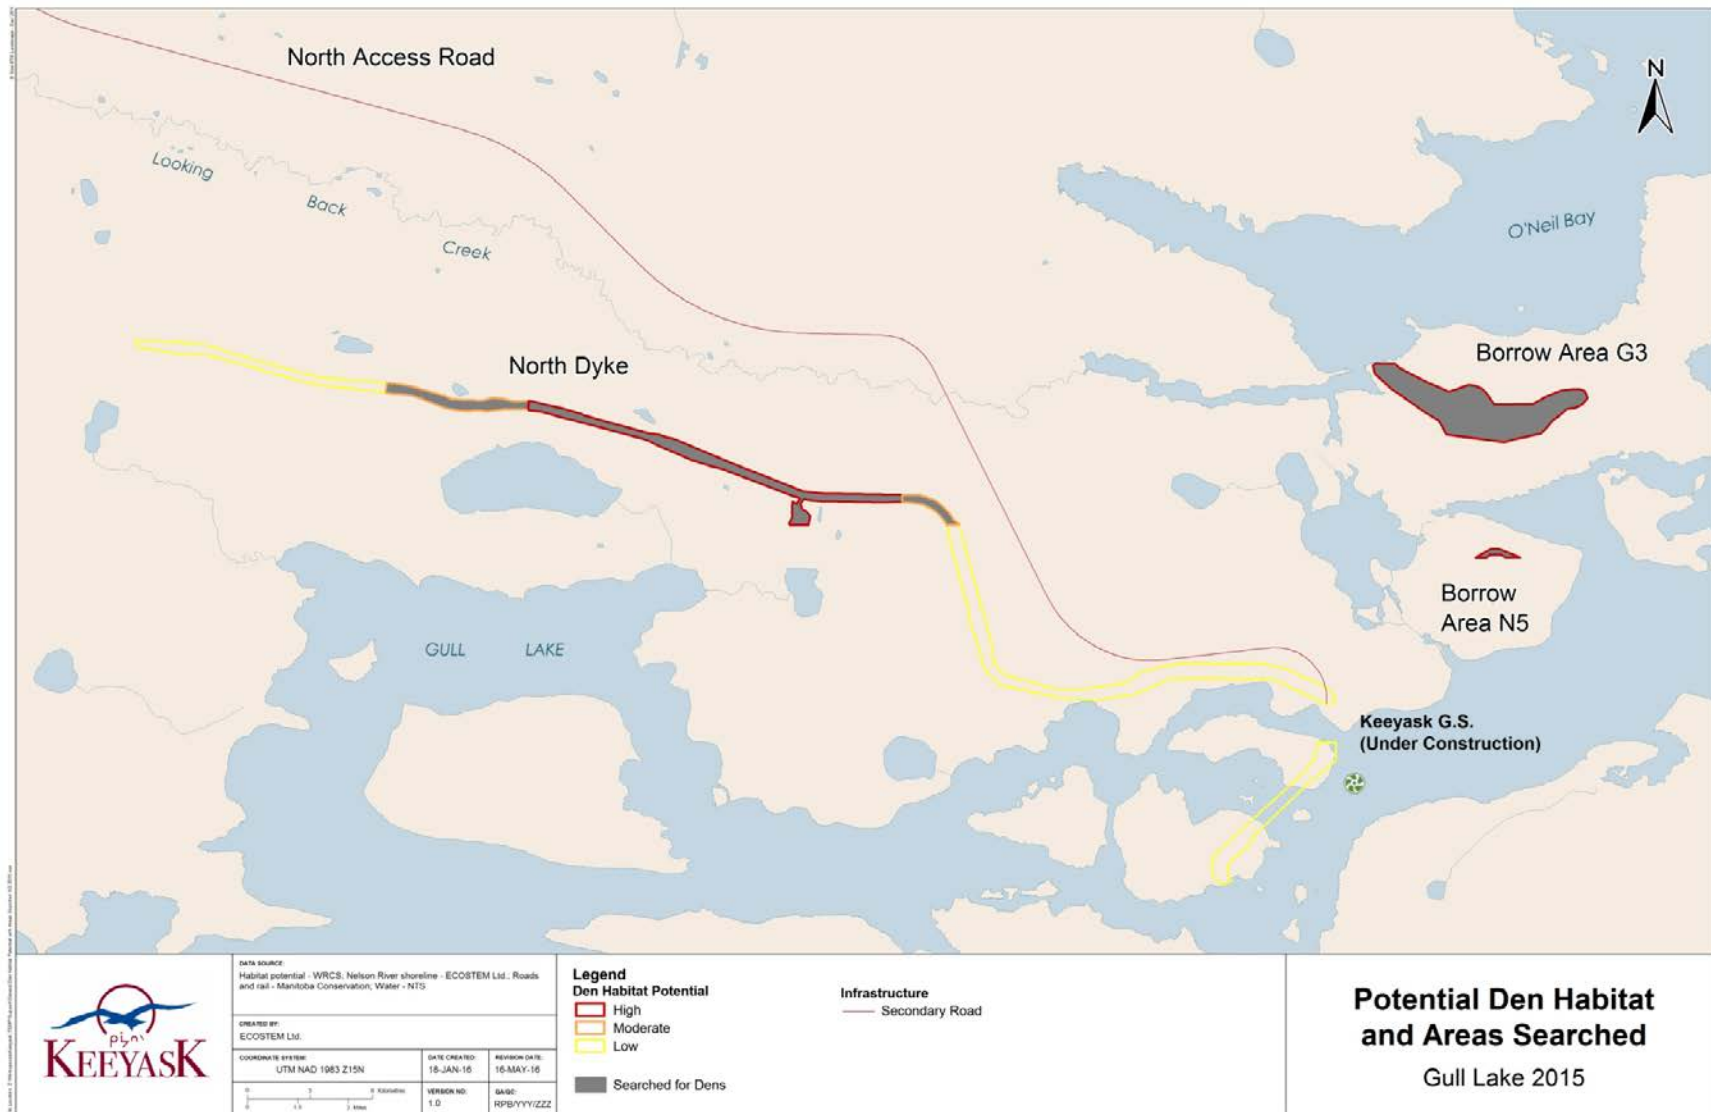 North Access Road
N
Looking
Back
Creek
O'Neil Bay
North Dyke
Borrow Area G3
Borrow
Area N5
GULL LAKE
Keeyask G.S.
(Under Construction)
KEEYASK
DATA SOURCE:
Habitat potential - WRCS; Nelson River shoreline - ECOSTEM Ltd.; Roads
and rail - Manitoba Conservation; Water - NTS
CREATED BY:
ECOSTEM Ltd.
COORDINATE SYSTEM:
UTM NAD 1983 Z15N
DATE CREATED:
18-JAN-16
REVISION DATE:
16-MAY-16
VERSION NO:
1.0
QA/QC:
RPB/YYY/ZZZ
Kilometres
Miles
Legend
Den Habitat Potential
High
Moderate
Low
Searched for Dens
Infrastructure
Secondary Road
Potential Den Habitat
and Areas Searched
Gull Lake 2015